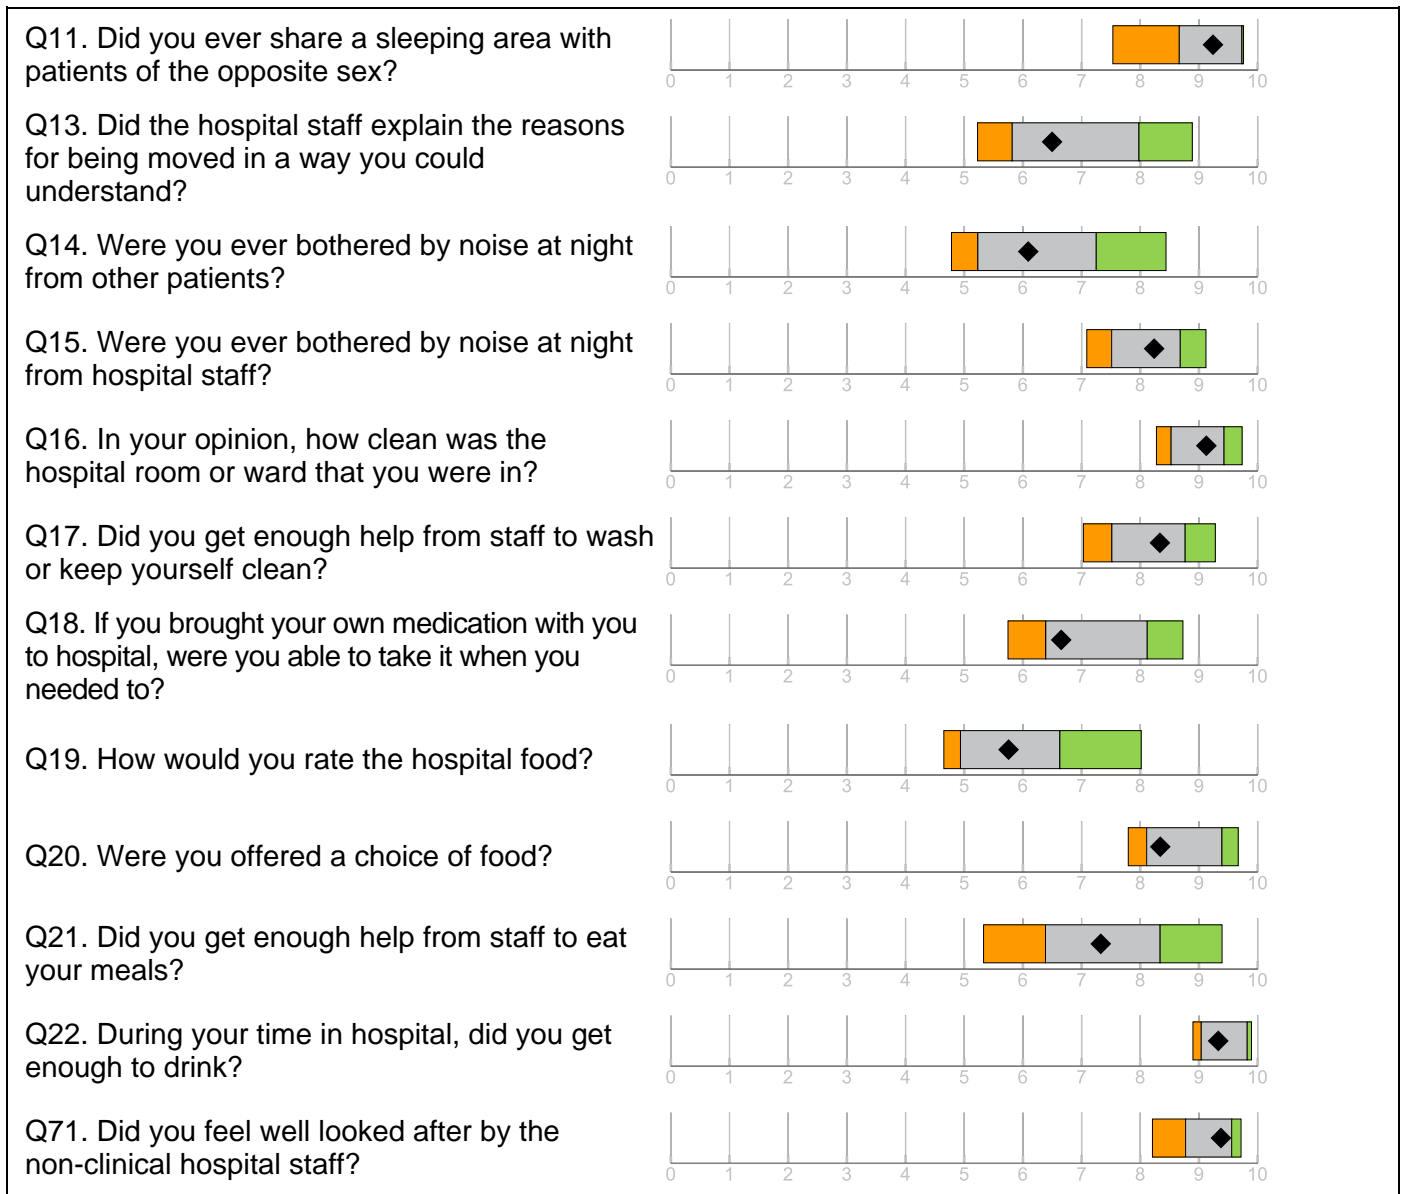 Q11. Did you ever share a sleeping area with
patients of the opposite sex?
0 1 2 3 4 5 6 7 8 9 10
Q13. Did the hospital staff explain the reasons
for being moved in a way you could
understand?
0 1 2 3 4 5 6 7 8 9 10
Q14. Were you ever bothered by noise at night
from other patients?
0 1 2 3 4 5 6 7 8 9 10
Q15. Were you ever bothered by noise at night
from hospital staff?
0 1 2 3 4 5 6 7 8 9 10
Q16. In your opinion, how clean was the
hospital room or ward that you were in?
0 1 2 3 4 5 6 7 8 9 10
Q17. Did you get enough help from staff to wash
or keep yourself clean?
0 1 2 3 4 5 6 7 8 9 10
Q18. If you brought your own medication with you
to hospital, were you able to take it when you
needed to?
0 1 2 3 4 5 6 7 8 9 10
Q19. How would you rate the hospital food?
0 1 2 3 4 5 6 7 8 9 10
Q20. Were you offered a choice of food?
0 1 2 3 4 5 6 7 8 9 10
Q21. Did you get enough help from staff to eat
your meals?
0 1 2 3 4 5 6 7 8 9 10
Q22. During your time in hospital, did you get
enough to drink?
0 1 2 3 4 5 6 7 8 9 10
Q71. Did you feel well looked after by the
non-clinical hospital staff?
0 1 2 3 4 5 6 7 8 9 10